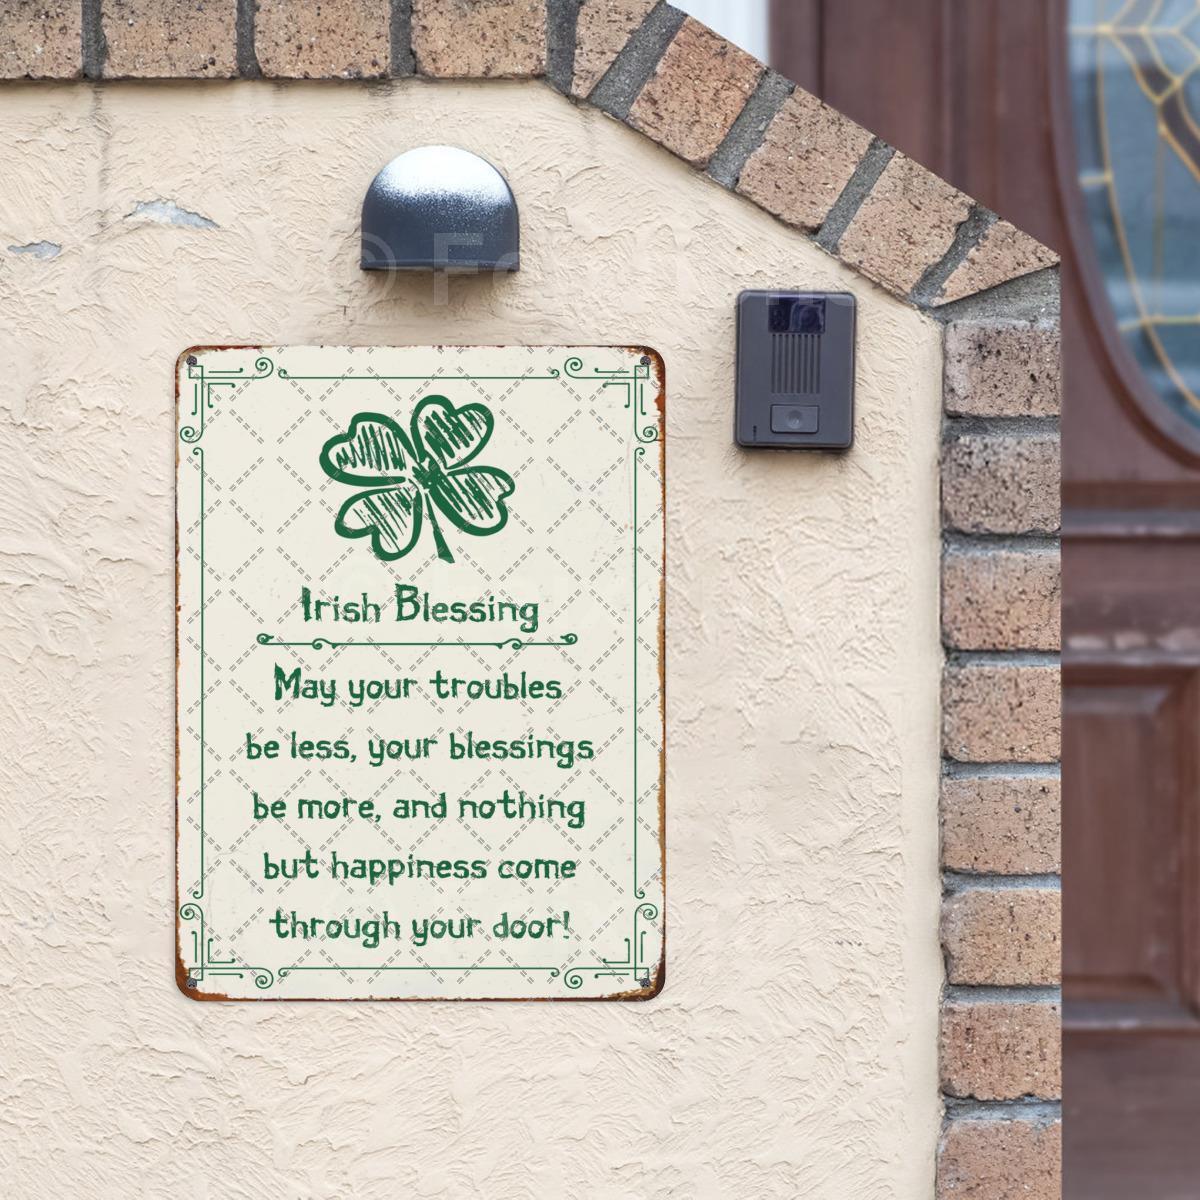 Irish Blessing
May your troubles
be less, your blessings
be more, and nothing
but happiness come
through your door!